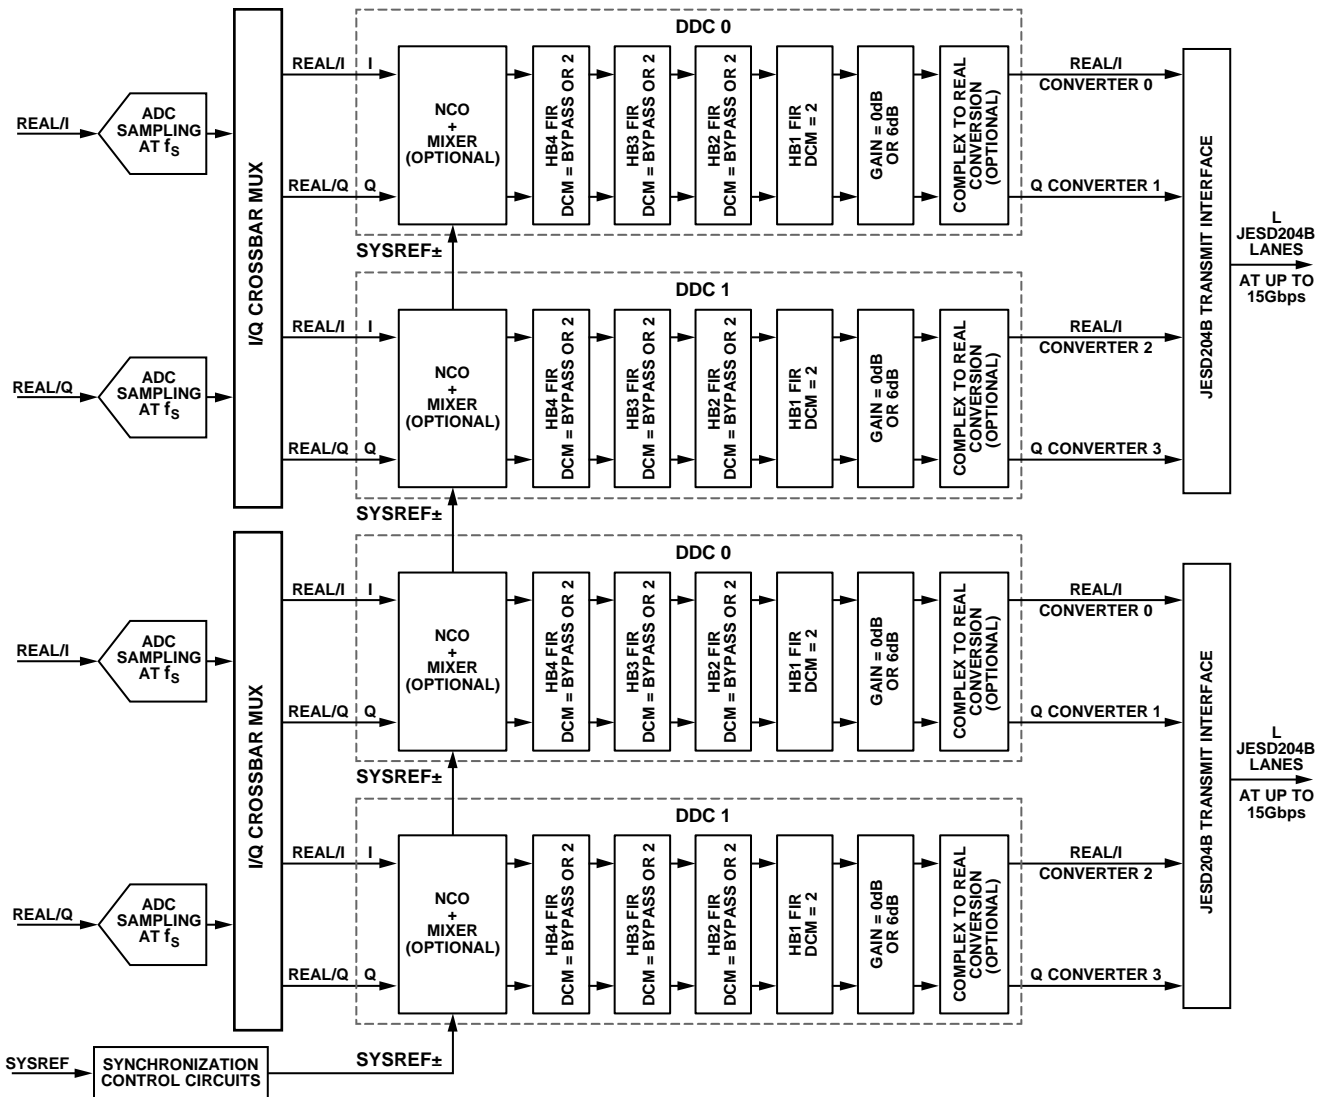 DDC 0
REAL/I
ADC
SAMPLING
AT fS
I/Q CROSSBAR MUX
REAL/I I
REAL/Q Q
NCO
+
MIXER
(OPTIONAL)
HB4 FIR
DCM = BYPASS OR 2
HB3 FIR
DCM = BYPASS OR 2
HB2 FIR
DCM = BYPASS OR 2
HB1 FIR
DCM = 2
GAIN = 0dB
OR 6dB
COMPLEX TO REAL
CONVERSION
(OPTIONAL)
REAL/I
CONVERTER 0
Q CONVERTER 1
SYSREF±
DDC 1
REAL/Q
ADC
SAMPLING
AT fS
REAL/I I
REAL/Q Q
NCO
+
MIXER
(OPTIONAL)
HB4 FIR
DCM = BYPASS OR 2
HB3 FIR
DCM = BYPASS OR 2
HB2 FIR
DCM = BYPASS OR 2
HB1 FIR
DCM = 2
GAIN = 0dB
OR 6dB
COMPLEX TO REAL
CONVERSION
(OPTIONAL)
REAL/I
CONVERTER 2
Q CONVERTER 3
JESD204B TRANSMIT INTERFACE
L
JESD204B
LANES
AT UP TO
15Gbps
SYSREF±
DDC 0
REAL/I
ADC
SAMPLING
AT fS
I/Q CROSSBAR MUX
REAL/I I
REAL/Q Q
NCO
+
MIXER
(OPTIONAL)
HB4 FIR
DCM = BYPASS OR 2
HB3 FIR
DCM = BYPASS OR 2
HB2 FIR
DCM = BYPASS OR 2
HB1 FIR
DCM = 2
GAIN = 0dB
OR 6dB
COMPLEX TO REAL
CONVERSION
(OPTIONAL)
REAL/I
CONVERTER 0
Q CONVERTER 1
SYSREF±
DDC 1
REAL/Q
ADC
SAMPLING
AT fS
REAL/I I
REAL/Q Q
NCO
+
MIXER
(OPTIONAL)
HB4 FIR
DCM = BYPASS OR 2
HB3 FIR
DCM = BYPASS OR 2
HB2 FIR
DCM = BYPASS OR 2
HB1 FIR
DCM = 2
GAIN = 0dB
OR 6dB
COMPLEX TO REAL
CONVERSION
(OPTIONAL)
REAL/I
CONVERTER 2
Q CONVERTER 3
JESD204B TRANSMIT INTERFACE
L
JESD204B
LANES
AT UP TO
15Gbps
SYSREF
SYNCHRONIZATION
CONTROL CIRCUITS
SYSREF±